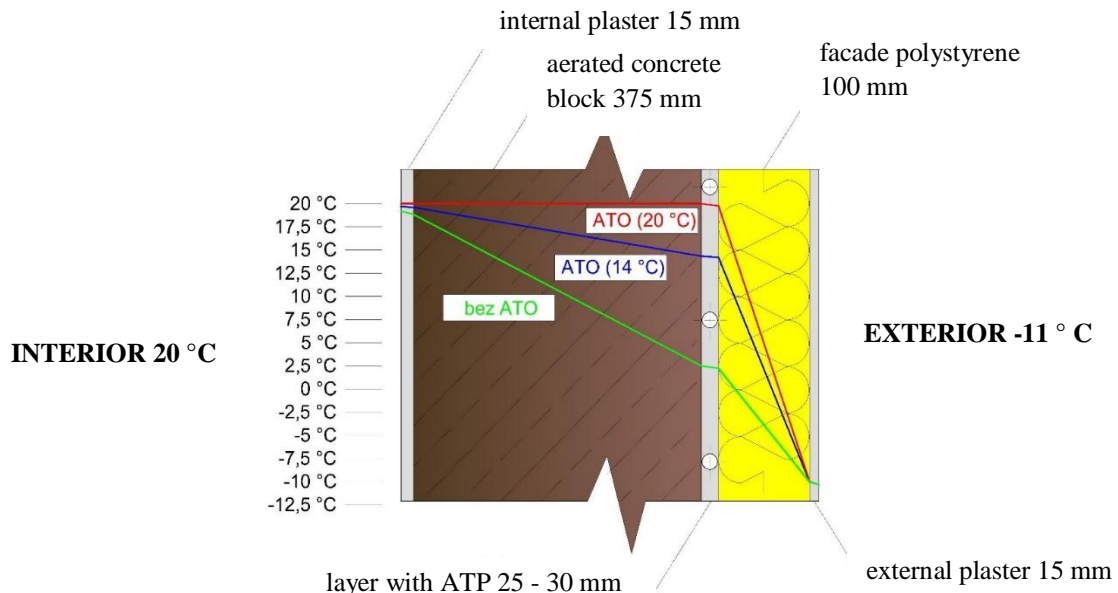 internal plaster 15 mm
aerated concrete
block 375 mm
facade polystyrene
100 mm
20 °C
17,5 °C
15 °C
12,5 °C
10 °C
7,5 °C
5 °C
2,5 °C
0 °C
-2,5 °C
-5 °C
-7,5 °C
-10 °C
-12,5 °C
ATO (20 °C)
ATO (14 °C)
bez ATO
INTERIOR 20 °C
EXTERIOR -11 ° C
layer with ATP 25 - 30 mm
external plaster 15 mm